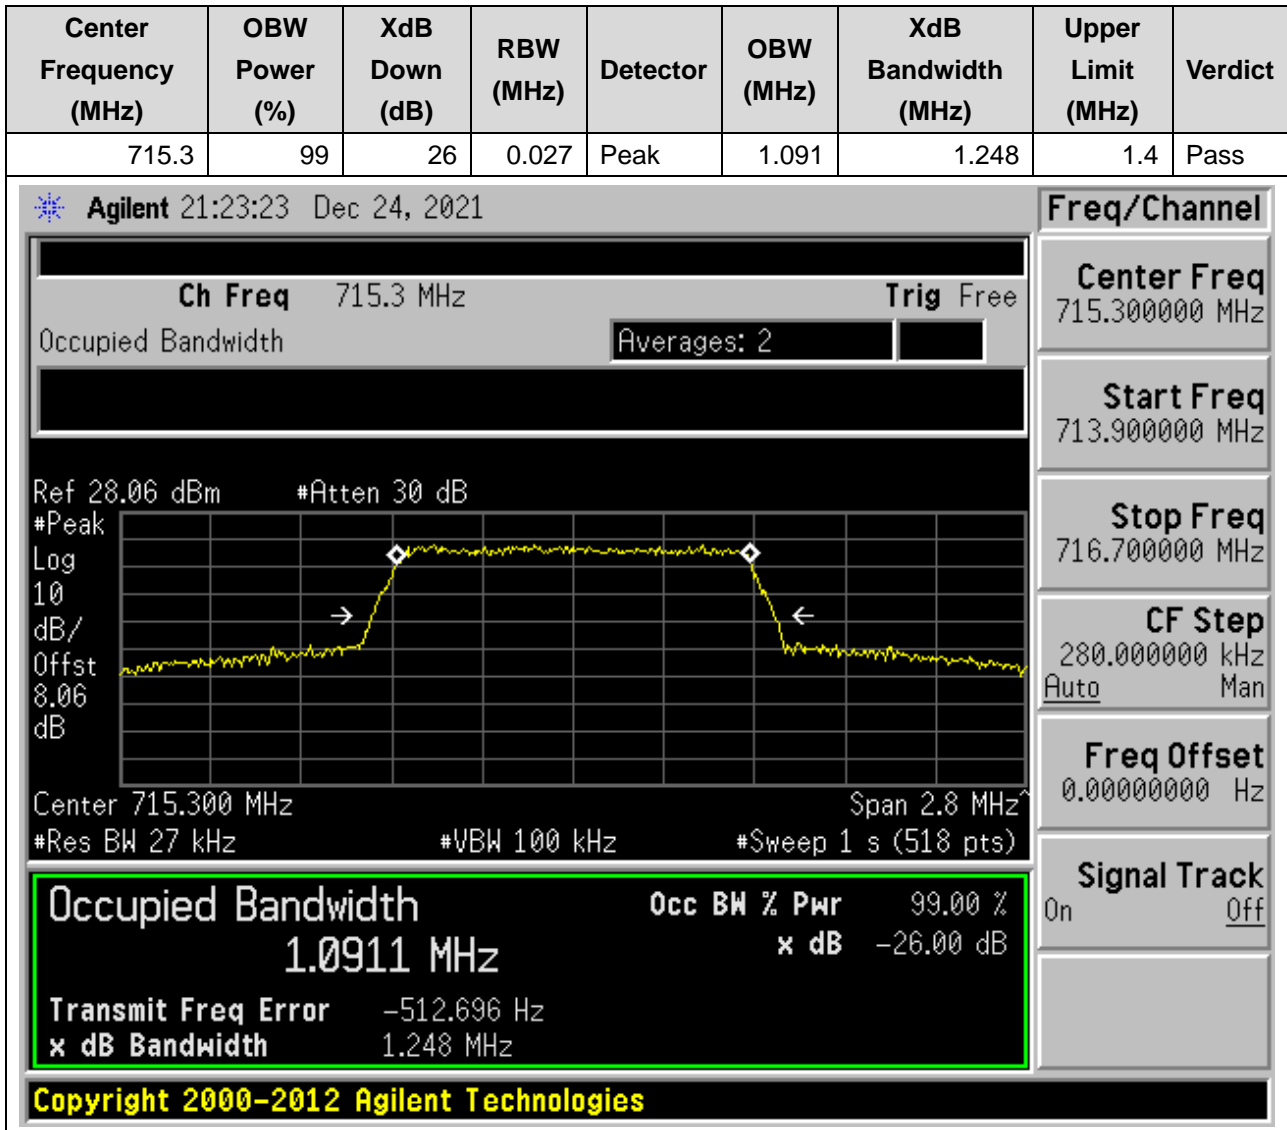 Center Frequency (MHz) OBW Power (%) XdB Down (dB) RBW (MHz) Detector OBW (MHz) XdB Bandwidth (MHz) Upper Limit (MHz) Verdict
715.3 99 26 0.027 Peak 1.091 1.248 1.4 Pass
Agilent 21:23:23 Dec 24, 2021
Freq/Channel
Ch Freq 715.3 MHz Trig Free
Occupied Bandwidth Averages: 2
Center Freq
715.300000 MHz
Start Freq
713.900000 MHz
Stop Freq
716.700000 MHz
CF Step
280.000000 kHz
Auto Man
Freq Offset
0.00000000 Hz
Signal Track
On Off
Ref 28.06 dBm #Atten 30 dB
#Peak
Log
10
dB/
Offst
8.06
dB
Center 715.300 MHz Span 2.8 MHz^
#Res BW 27 kHz #VBW 100 kHz #Sweep 1 s (518 pts)
Occupied Bandwidth Occ BW % Pwr 99.00 %
1.0911 MHz x dB -26.00 dB
Transmit Freq Error -512.696 Hz
x dB Bandwidth 1.248 MHz
Copyright 2000-2012 Agilent Technologies